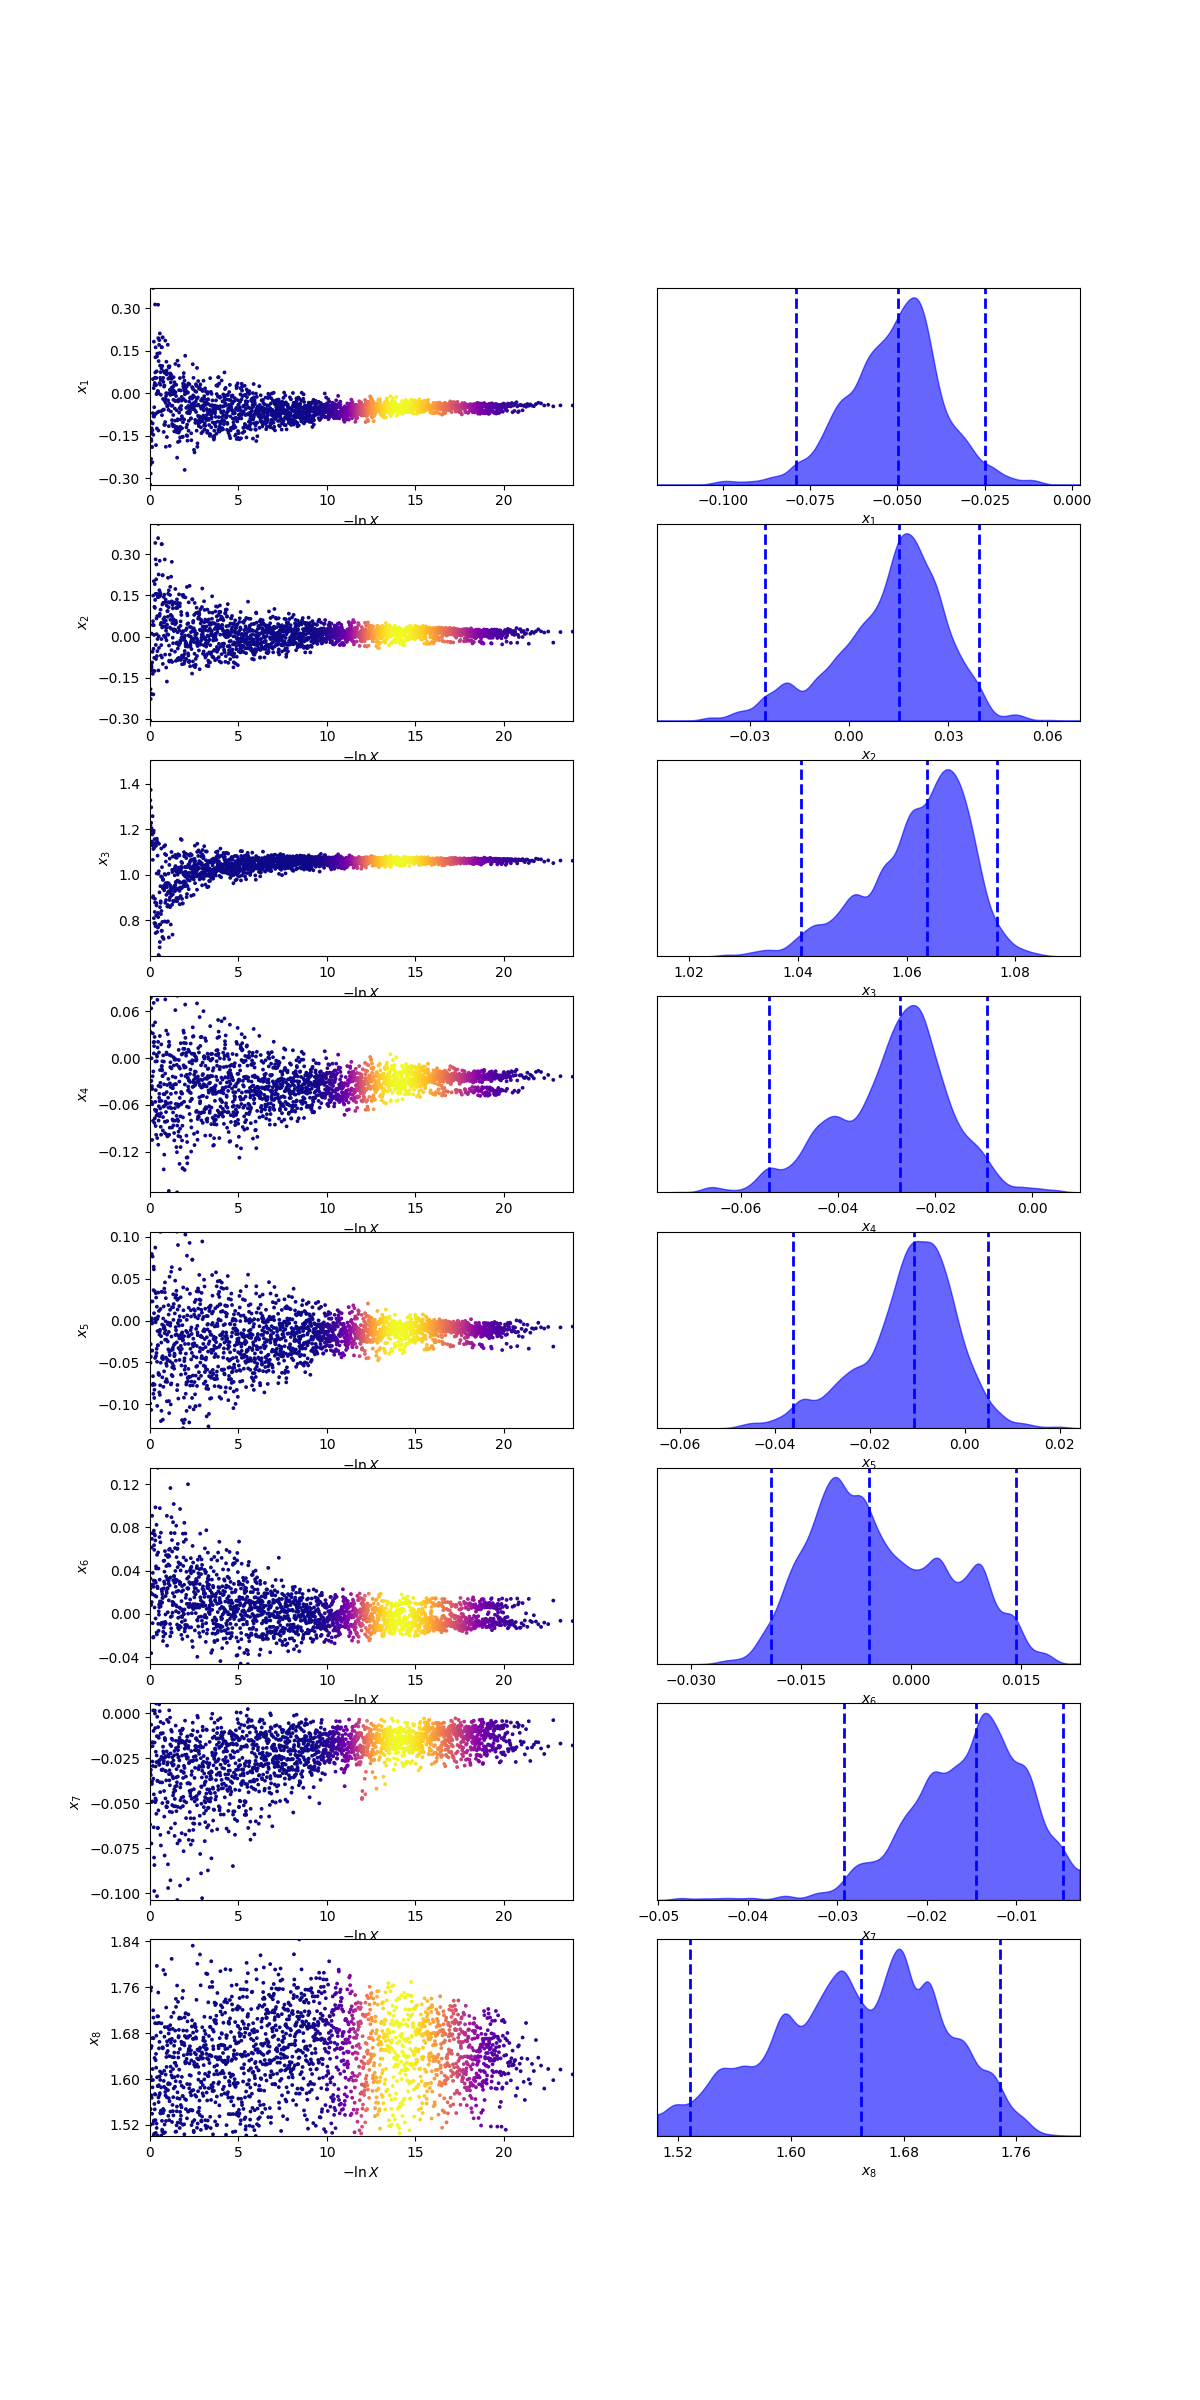 0.30
0.15
0.00
−0.15
−0.30
x₁
0 5 10 15 20
−ln X
−0.100 −0.075 −0.050 −0.025 0.000
x₁
0.30
0.15
0.00
−0.15
−0.30
x₂
0 5 10 15 20
−ln X
−0.03 0.00 0.03 0.06
x₂
1.4
1.2
1.0
0.8
x₃
0 5 10 15 20
−ln X
1.02 1.04 1.06 1.08
x₃
0.06
0.00
−0.06
−0.12
x₄
0 5 10 15 20
−ln X
−0.06 −0.04 −0.02 0.00
x₄
0.10
0.05
0.00
−0.05
−0.10
x₅
0 5 10 15 20
−ln X
−0.06 −0.04 −0.02 0.00 0.02
x₅
0.12
0.08
0.04
0.00
−0.04
x₆
0 5 10 15 20
−ln X
−0.030 −0.015 0.000 0.015
x₆
0.000
−0.025
−0.050
−0.075
−0.100
x₇
0 5 10 15 20
−ln X
−0.05 −0.04 −0.03 −0.02 −0.01
x₇
1.84
1.76
1.68
1.60
1.52
x₈
0 5 10 15 20
−ln X
1.52 1.60 1.68 1.76
x₈